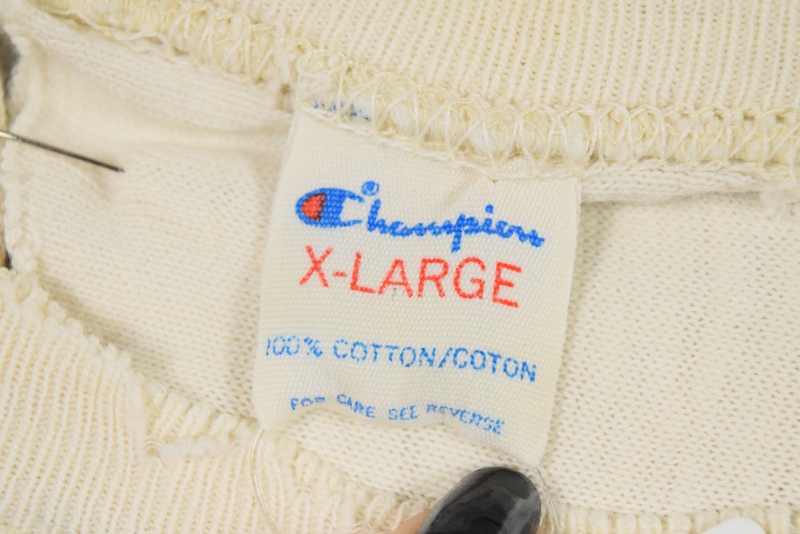 Champion
X-LARGE
100% COTTON/COTON
FOR CARE SEE REVERSE